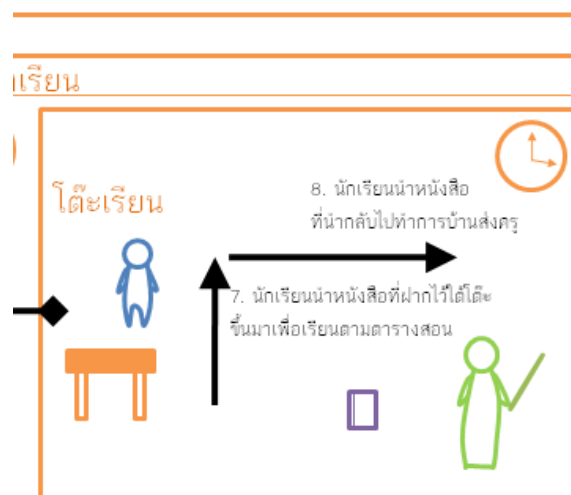 เรียน
โต๊ะเรียน
8. นักเรียนนำหนังสือ
ที่นำกลับไปทำการบ้านส่งครู
7. นักเรียนนำหนังสือที่ฝากไว้ใต้โต๊ะ
ขึ้นมาเพื่อเรียนตามตารางสอน